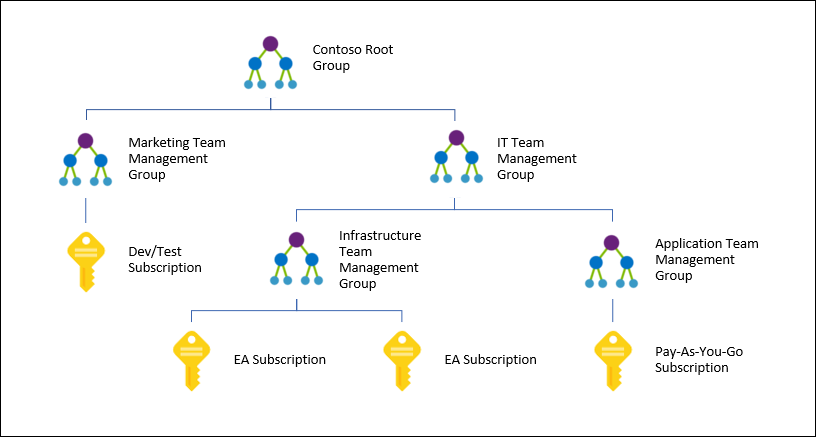 Contoso Root
Group
Marketing Team
Management
Group
IT Team
Management
Group
Dev/Test
Subscription
Infrastructure
Team
Management
Group
Application Team
Management
Group
EA Subscription
EA Subscription
Pay-As-You-Go
Subscription